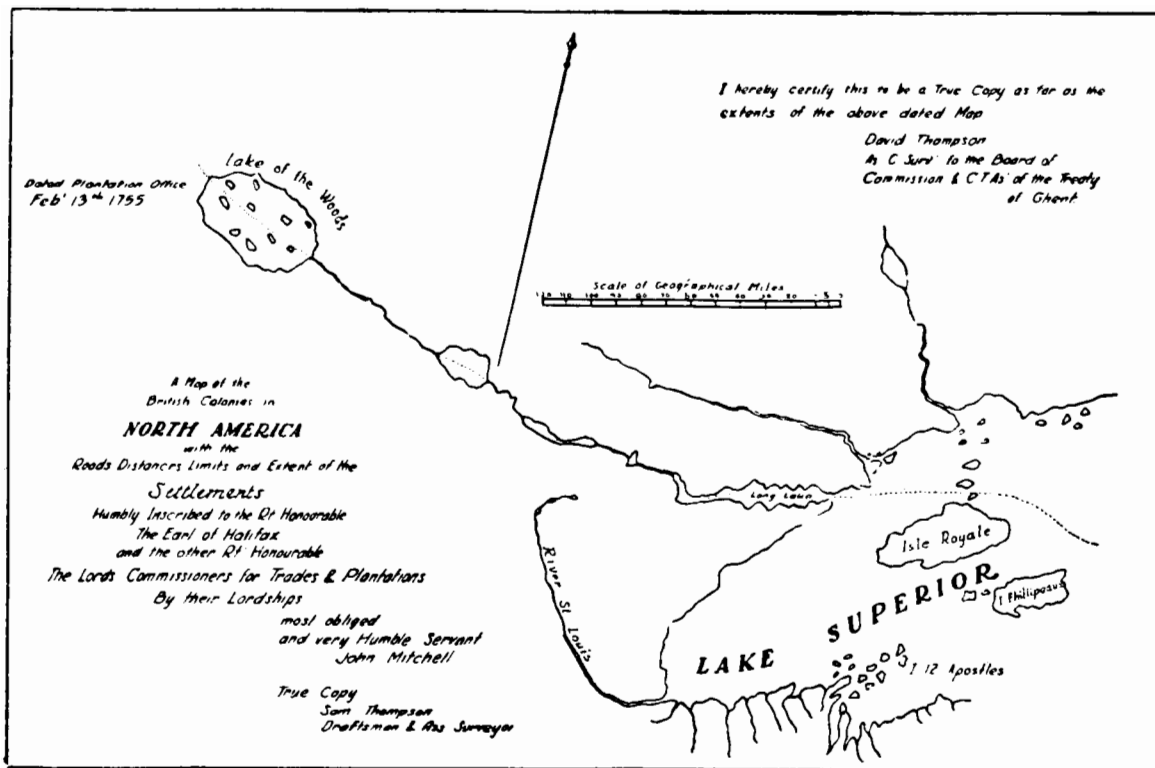 I hereby certify this to be a True Copy as far as the
extents of the above dated Map
David Thompson
As C Surv' to the Board of
Commission & C T As' of the Treaty
of Ghent
Lake of the Woods
Dated Plantation Office
Feb' 13th 1755
Scale of Geographical Miles
A Map of the
British Colonies in
NORTH AMERICA
with the
Roads Distances Limits and Extent of the
Settlements
Humbly Inscribed to the Rt Honourable
The Earl of Halifax
and the other Rt Honourable
The Lords Commissioners for Trades & Plantations
By their Lordships
most obliged
and very Humble Servant
John Mitchell
True Copy
Sam Thompson
Draftsman & Ass Surveyor
Long Lake
River St Louis
Isle Royale
I Phillipeaux
LAKE SUPERIOR
I 12 Apostles